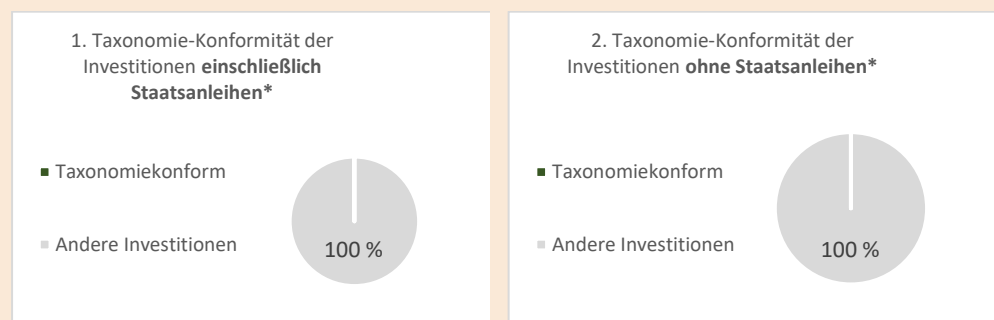 1. Taxonomie-Konformität der
Investitionen einschließlich
Staatsanleihen*
Taxonomiekonform
Andere Investitionen
100 %
2. Taxonomie-Konformität der
Investitionen ohne Staatsanleihen*
Taxonomiekonform
Andere Investitionen
100 %